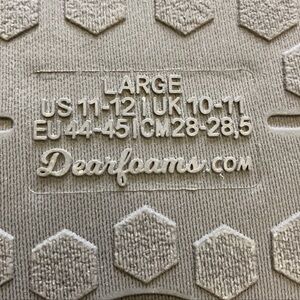 LARGE
US 11-12 | UK 10-11
EU 44-45 | CM 28-28,5
Dearfoams.COM